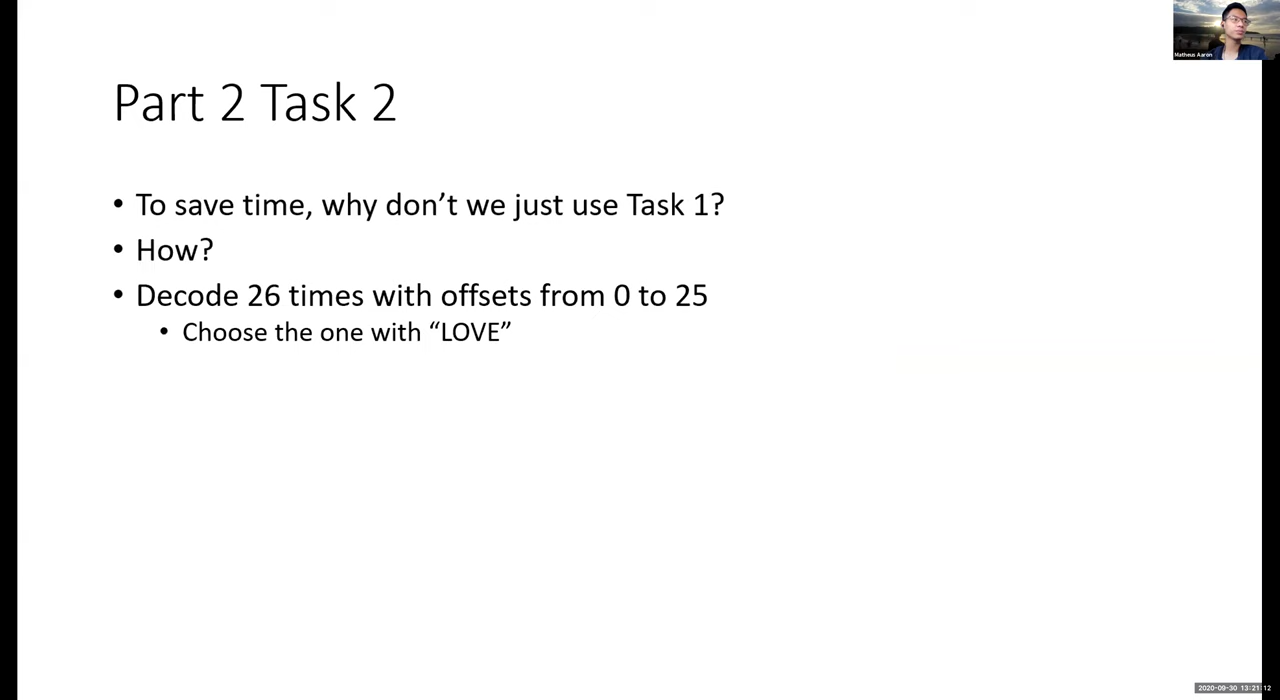 Matheus Aaron
Part 2 Task 2
• To save time, why don’t we just use Task 1?
• How?
• Decode 26 times with offsets from 0 to 25
• Choose the one with “LOVE”
2020-09-30 13:21:12